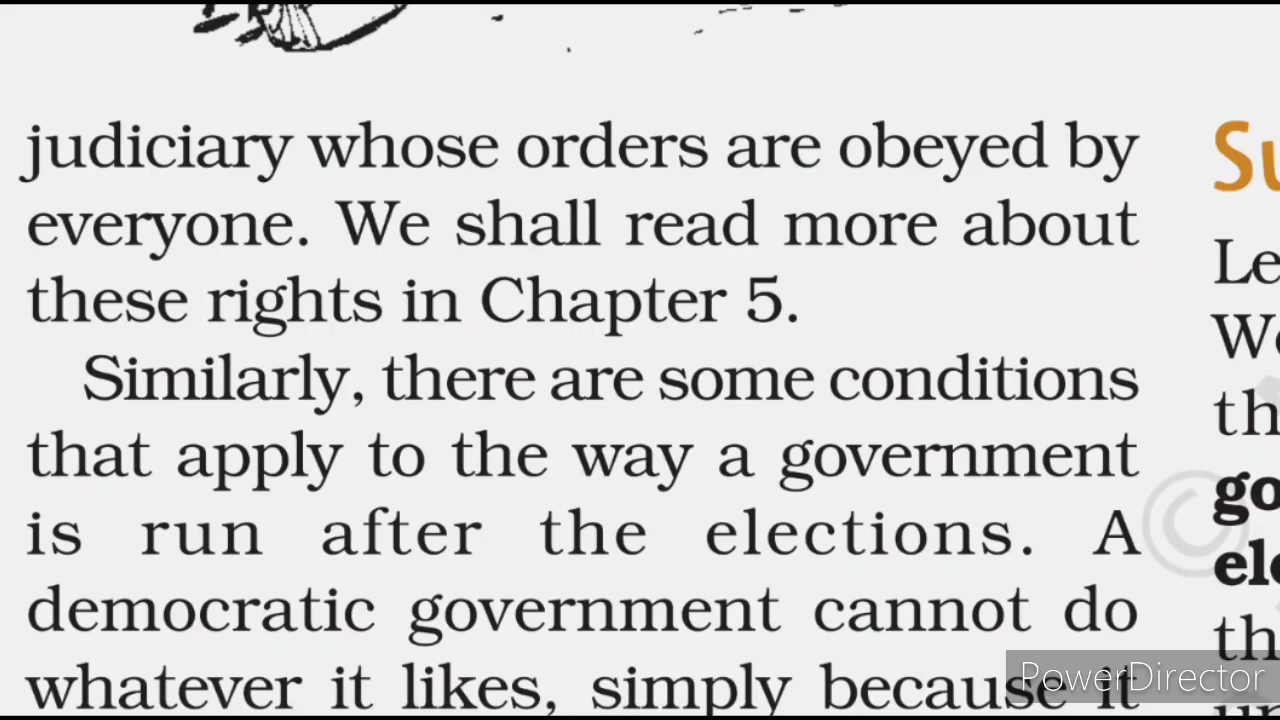 judiciary whose orders are obeyed by
everyone. We shall read more about
these rights in Chapter 5.
Similarly, there are some conditions
that apply to the way a government
is run after the elections. A
democratic government cannot do
whatever it likes, simply because it
PowerDirector